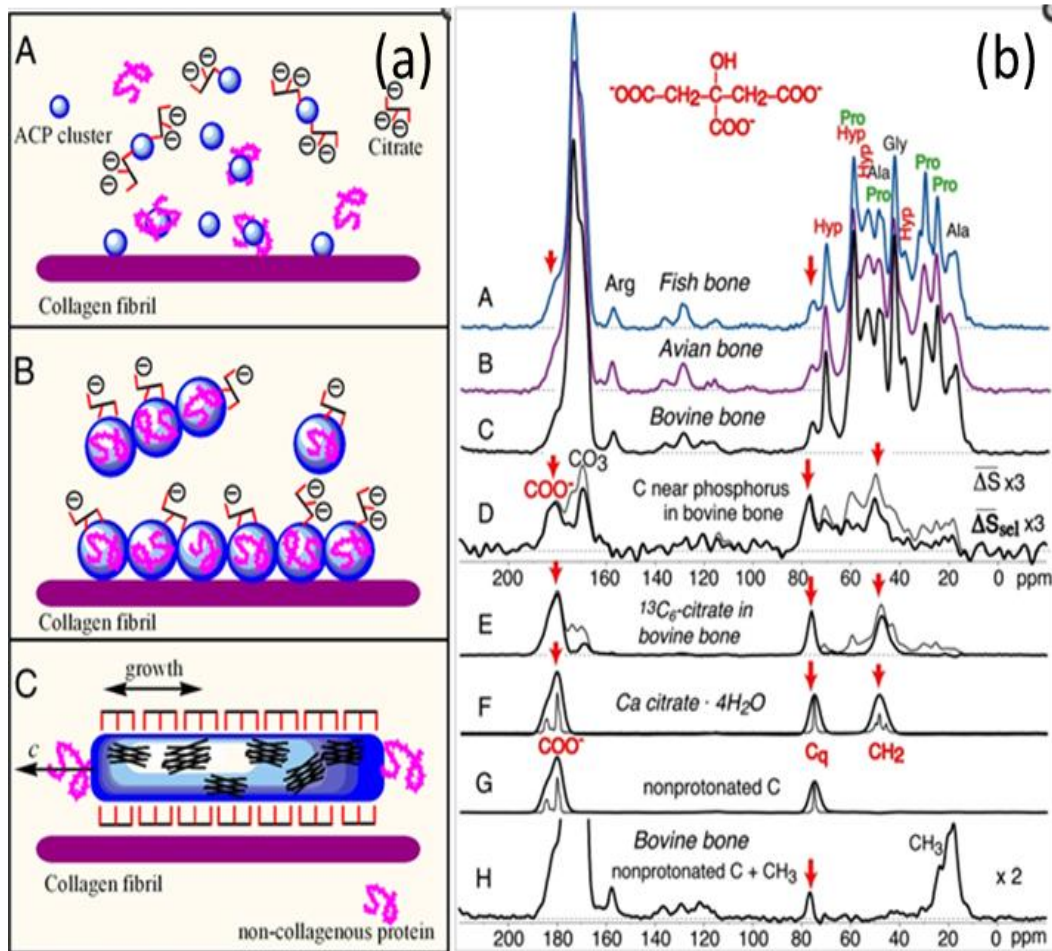 (a)
A
ACP cluster
Citrate
Collagen fibril
B
Collagen fibril
C
growth
c
Collagen fibril
non-collagenous protein
(b)
OH
⁻OOC—CH2—C—CH2—COO⁻
COO⁻
Pro
Hyp
Hyp
Ala
Pro
Gly
Hyp
Hyp
Pro
Pro
Ala
A
Arg
Fish bone
B
Avian bone
C
Bovine bone
D
COO⁻
CO3
C near phosphorus
in bovine bone
ΔS x3
ΔSsel x3
200 160 140 120 100 80 60 40 20 0 ppm
E
¹³C₆-citrate in
bovine bone
F
Ca citrate · 4H₂O
COO⁻
Cq
CH2
G
nonprotonated C
H
Bovine bone
nonprotonated C + CH3
CH3
x 2
200 180 160 140 120 100 80 60 40 20 0 ppm